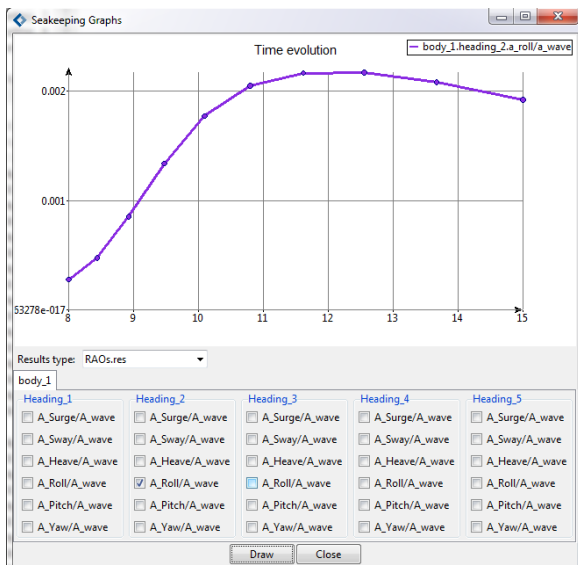 Seakeeping Graphs
Time evolution
body_1.heading_2.a_roll/a_wave
0.002
0.001
53278e-017
8 9 10 11 12 13 14 15
Results type: RAOs.res
body_1
Heading_1 Heading_2 Heading_3 Heading_4 Heading_5
A_Surge/A_wave A_Surge/A_wave A_Surge/A_wave A_Surge/A_wave A_Surge/A_wave
A_Sway/A_wave A_Sway/A_wave A_Sway/A_wave A_Sway/A_wave A_Sway/A_wave
A_Heave/A_wave A_Heave/A_wave A_Heave/A_wave A_Heave/A_wave A_Heave/A_wave
A_Roll/A_wave A_Roll/A_wave A_Roll/A_wave A_Roll/A_wave A_Roll/A_wave
A_Pitch/A_wave A_Pitch/A_wave A_Pitch/A_wave A_Pitch/A_wave A_Pitch/A_wave
A_Yaw/A_wave A_Yaw/A_wave A_Yaw/A_wave A_Yaw/A_wave A_Yaw/A_wave
Draw Close